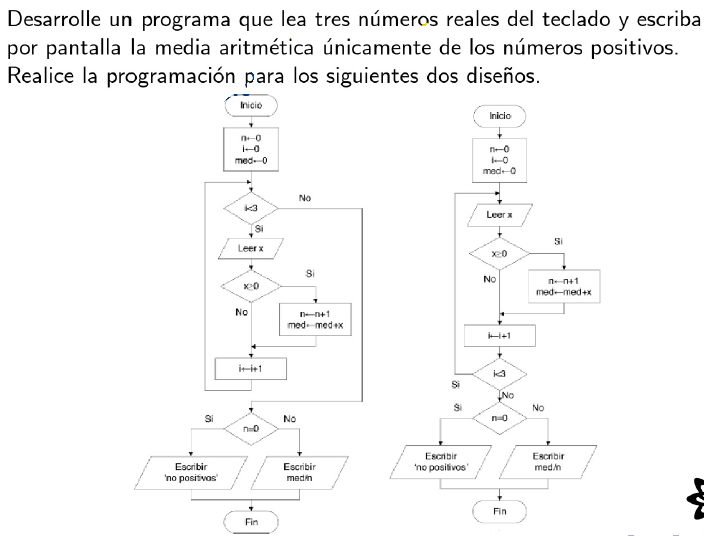 Desarrolle un programa que lea tres números reales del teclado y escriba
por pantalla la media aritmética únicamente de los números positivos.
Realice la programación para los siguientes dos diseños.
Inicio
n←0
i←0
med←0
i<3
No
Si
Leer x
x≥0
Si
No
n←n+1
med←med+x
i←i+1
Si
n=0
No
Escribir
'no positivos'
Escribir
med/n
Fin
Inicio
n←0
i←0
med←0
Leer x
x≥0
Si
No
n←n+1
med←med+x
i←i+1
i<3
Si
No
Si
n=0
No
Escribir
'no positivos'
Escribir
med/n
Fin